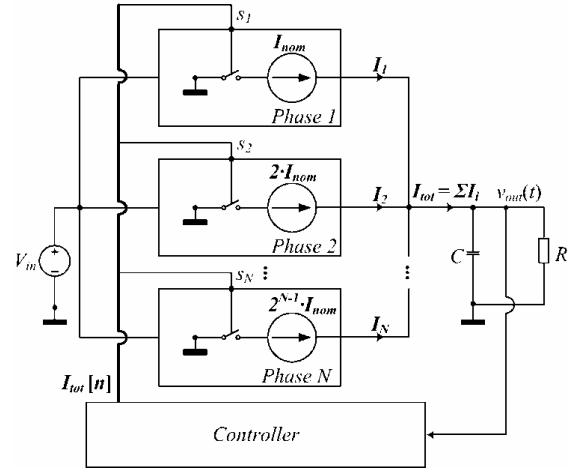 s1
Inom
I1
Phase 1
s2
2·Inom
I2
Itot = ΣIi
vout(t)
Phase 2
Vin
C
R
sN
2N-1·Inom
IN
Phase N
Itot [n]
Controller